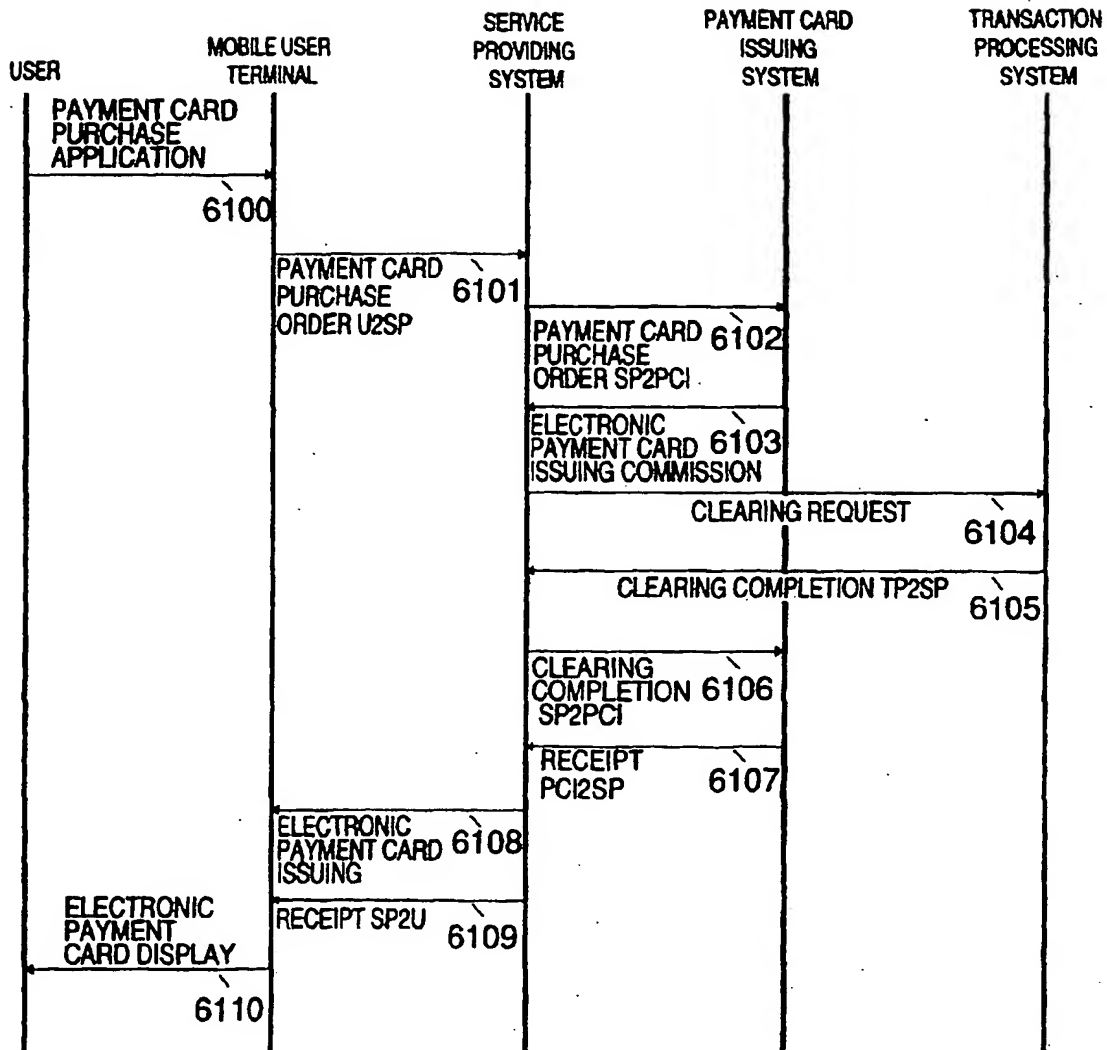 USER
MOBILE USER
TERMINAL
SERVICE
PROVIDING
SYSTEM
PAYMENT CARD
ISSUING
SYSTEM
TRANSACTION
PROCESSING
SYSTEM
PAYMENT CARD
PURCHASE
APPLICATION
6100
PAYMENT CARD
PURCHASE
ORDER U2SP
6101
PAYMENT CARD
PURCHASE
ORDER SP2PCI
6102
ELECTRONIC
PAYMENT CARD
ISSUING COMMISSION
6103
CLEARING REQUEST
6104
CLEARING COMPLETION TP2SP
6105
CLEARING
COMPLETION
SP2PCI
6106
RECEIPT
PCI2SP
6107
ELECTRONIC
PAYMENT CARD
ISSUING
6108
RECEIPT SP2U
6109
ELECTRONIC
PAYMENT
CARD DISPLAY
6110